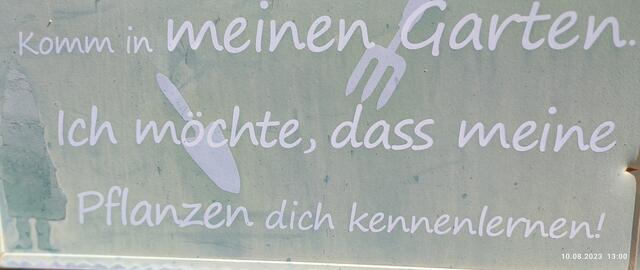 Komm in meinen Garten.
Ich möchte, dass meine
Pflanzen dich kennenlernen!
10.08.2023 13:00